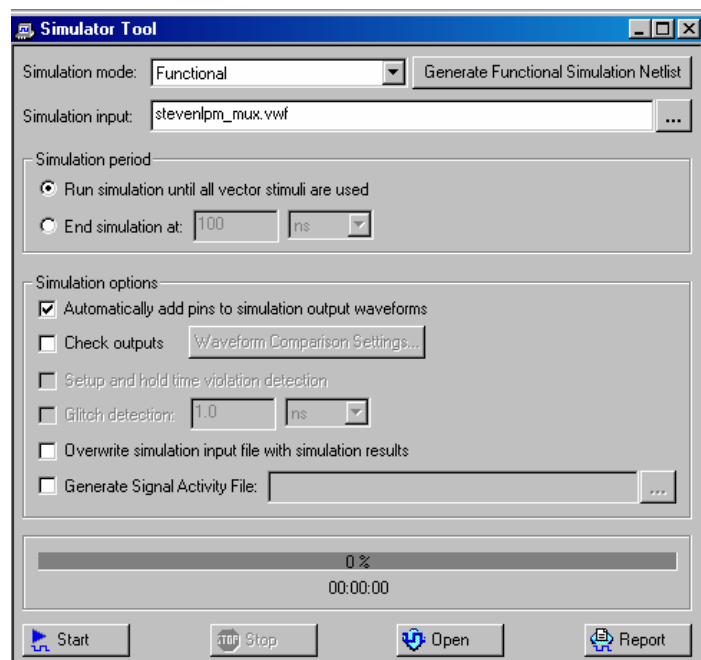 Simulator Tool
Simulation mode: Functional Generate Functional Simulation Netlist
Simulation input: stevenlpm_mux.vwf ...
Simulation period
Run simulation until all vector stimuli are used
End simulation at: 100 ns
Simulation options
Automatically add pins to simulation output waveforms
Check outputs Waveform Comparison Settings...
Setup and hold time violation detection
Glitch detection: 1.0 ns
Overwrite simulation input file with simulation results
Generate Signal Activity File: ...
0 %
00:00:00
Start STOP Stop Open Report